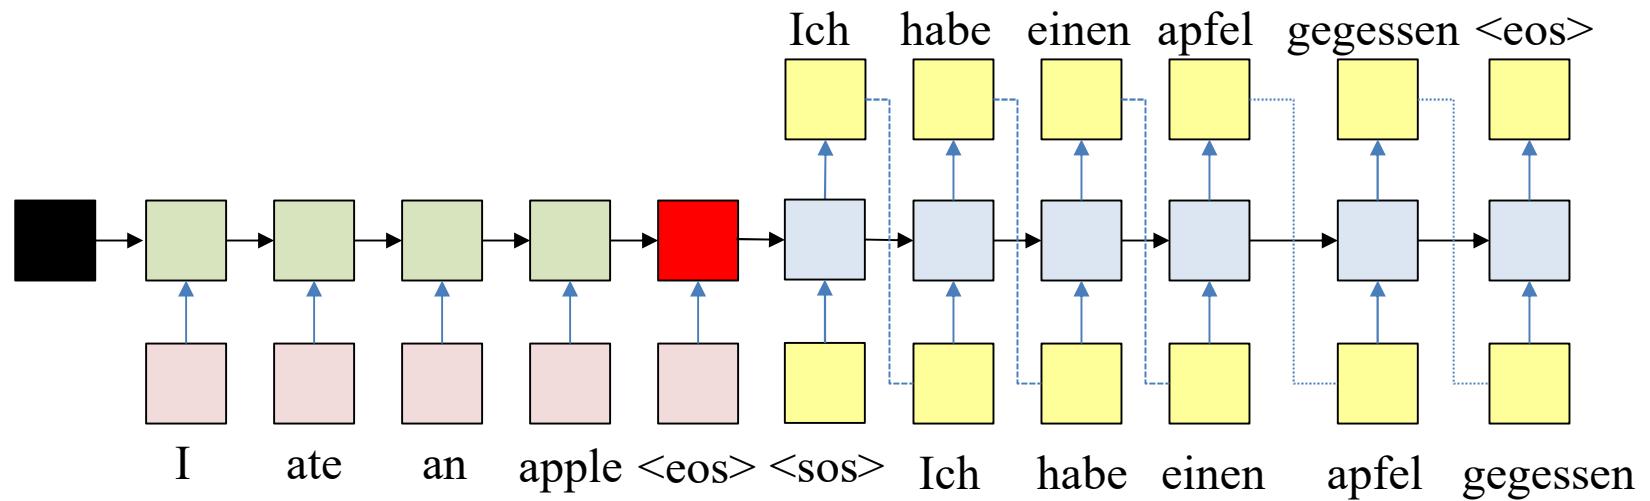 Ich habe einen apfel gegessen <eos>
I ate an apple <eos> <sos> Ich habe einen apfel gegessen